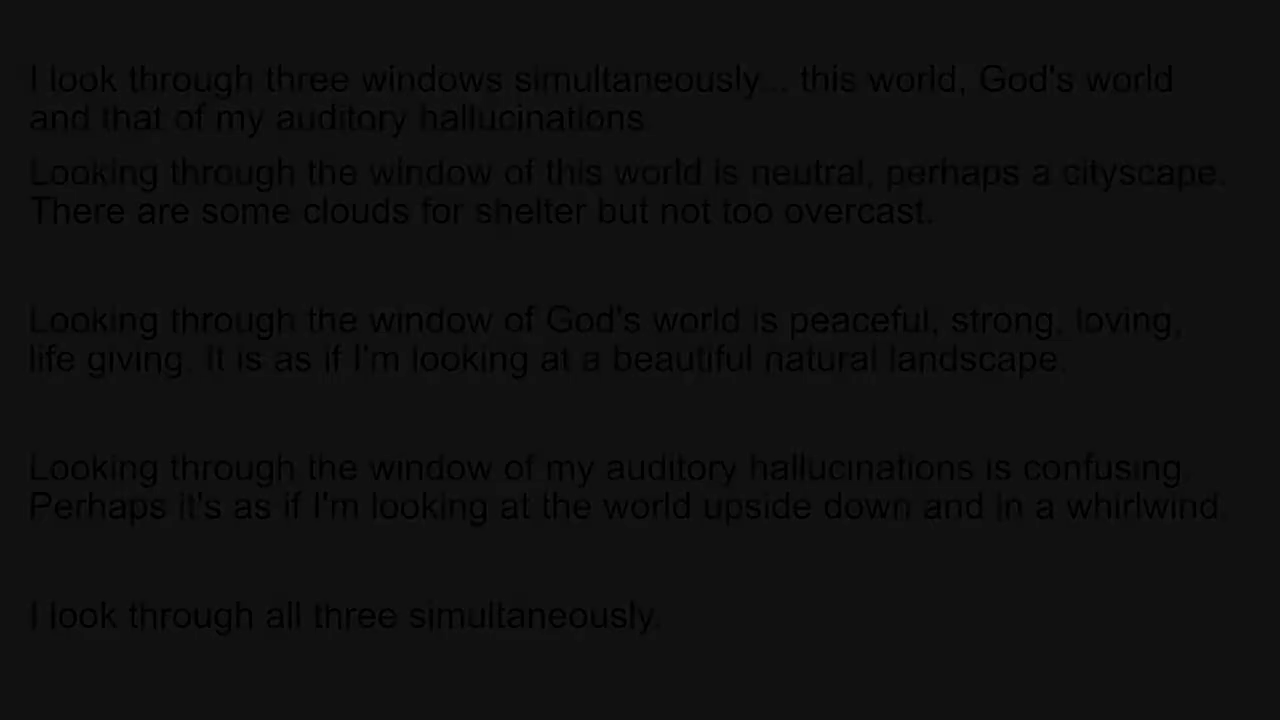 I look through three windows simultaneously... this world, God's world
and that of my auditory hallucinations.
Looking through the window of this world is neutral, perhaps a cityscape.
There are some clouds for shelter but not too overcast.
Looking through the window of God's world is peaceful, strong, loving,
life giving. It is as if I'm looking at a beautiful natural landscape.
Looking through the window of my auditory hallucinations is confusing.
Perhaps it's as if I'm looking at the world upside down and in a whirlwind.
I look through all three simultaneously.